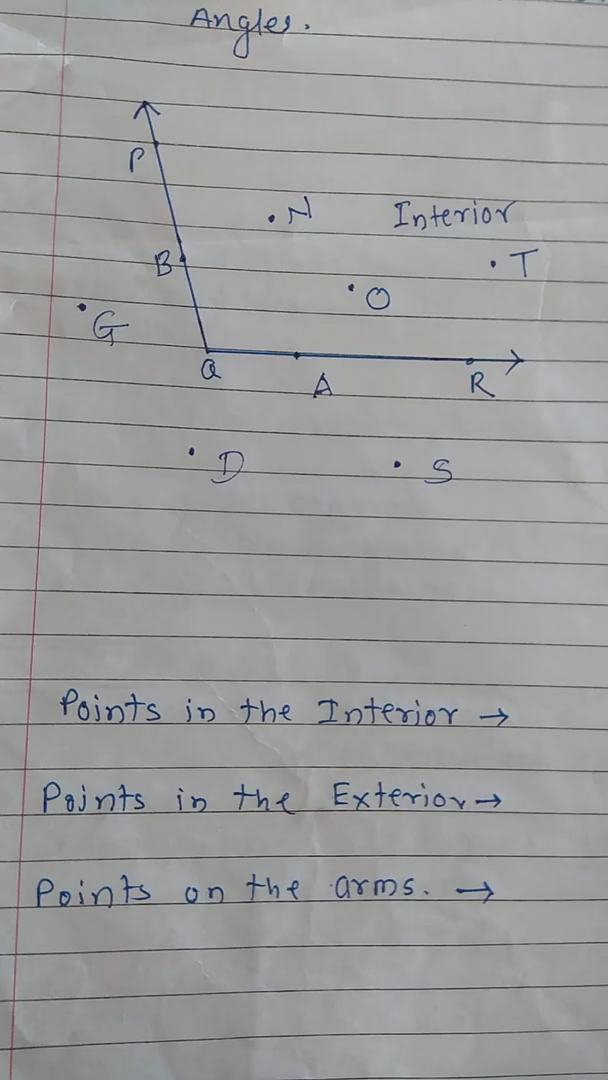 Angles.
P
N Interior
B T
O
G
Q A R
D S
Points in the Interior →
Points in the Exterior →
Points on the arms. →